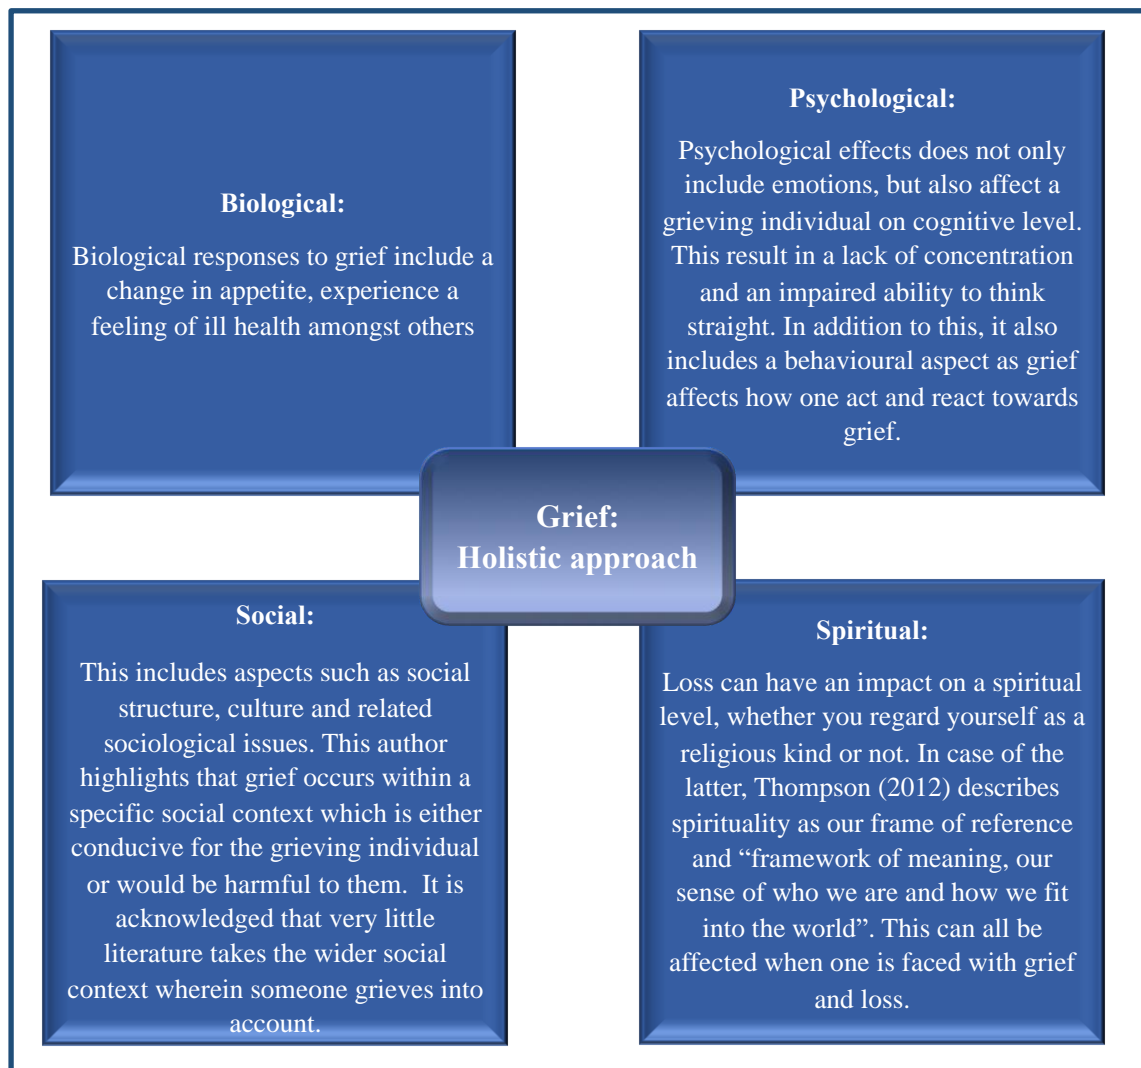 Biological:
Biological responses to grief include a
change in appetite, experience a
feeling of ill health amongst others
Psychological:
Psychological effects does not only
include emotions, but also affect a
grieving individual on cognitive level.
This result in a lack of concentration
and an impaired ability to think
straight. In addition to this, it also
includes a behavioural aspect as grief
affects how one act and react towards
grief.
Grief:
Holistic approach
Social:
This includes aspects such as social
structure, culture and related
sociological issues. This author
highlights that grief occurs within a
specific social context which is either
conducive for the grieving individual
or would be harmful to them.  It is
acknowledged that very little
literature takes the wider social
context wherein someone grieves into
account.
Spiritual:
Loss can have an impact on a spiritual
level, whether you regard yourself as a
religious kind or not. In case of the
latter, Thompson (2012) describes
spirituality as our frame of reference
and “framework of meaning, our
sense of who we are and how we fit
into the world”. This can all be
affected when one is faced with grief
and loss.